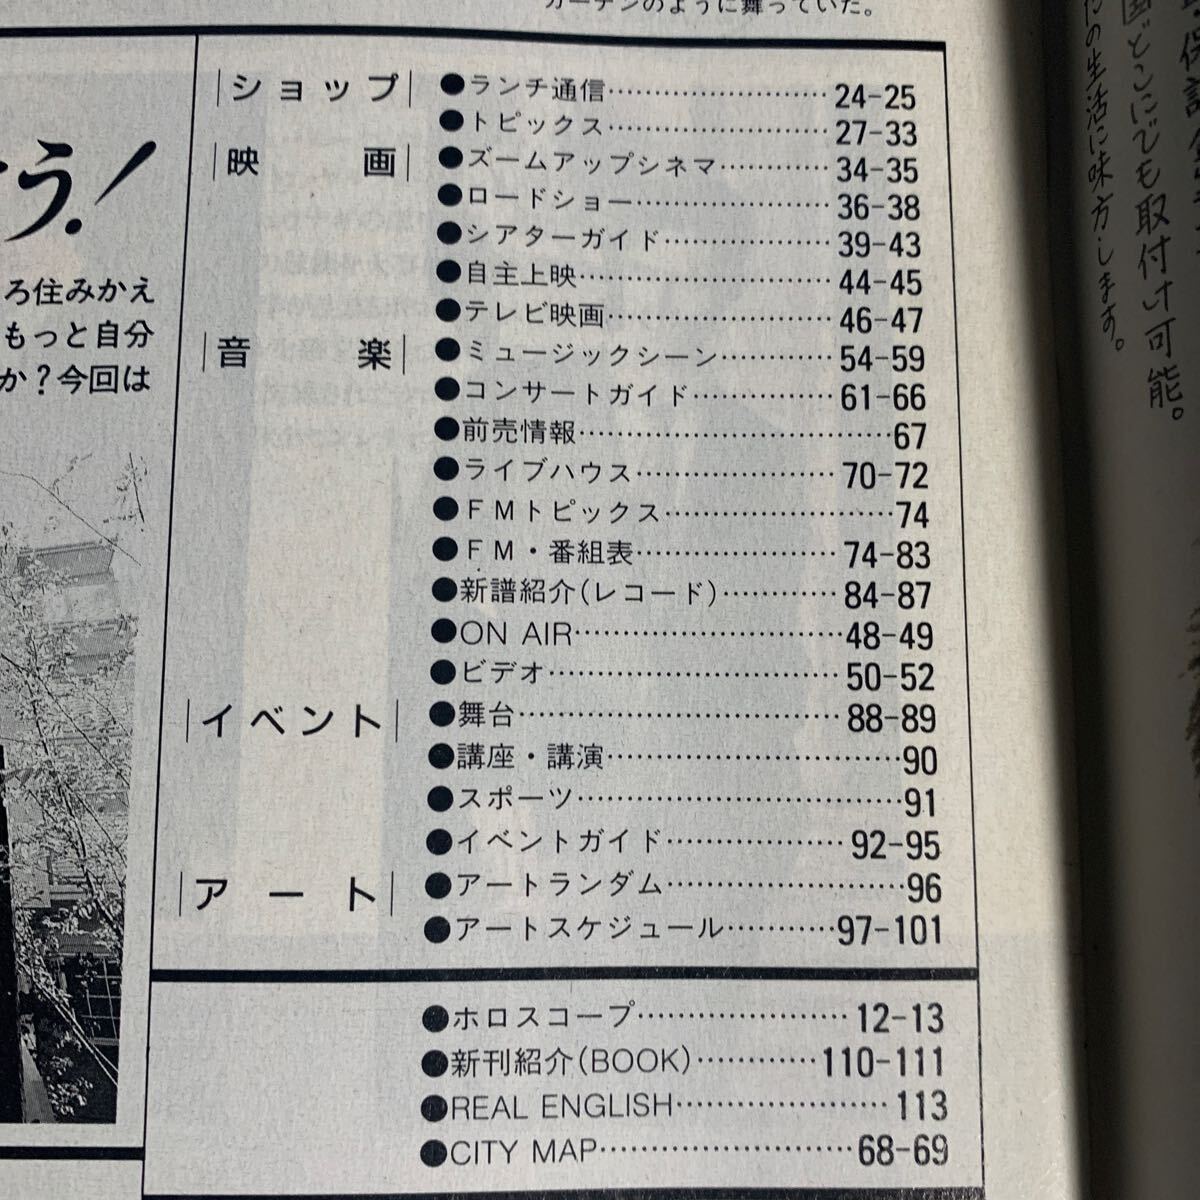 ガーデンのように舞っていた。
う!
ろ住みかえ
もっと自分
か？今回は
ショップ ●ランチ通信 24-25
●トピックス 27-33
映画 ●ズームアップシネマ 34-35
●ロードショー 36-38
●シアターガイド 39-43
●自主上映 44-45
●テレビ映画 46-47
音楽 ●ミュージックシーン 54-59
●コンサートガイド 61-66
●前売情報 67
●ライブハウス 70-72
●FMトピックス 74
●FM・番組表 74-83
●新譜紹介(レコード) 84-87
●ON AIR 48-49
●ビデオ 50-52
イベント ●舞台 88-89
●講座・講演 90
●スポーツ 91
●イベントガイド 92-95
アート ●アートランダム 96
●アートスケジュール 97-101
●ホロスコープ 12-13
●新刊紹介(BOOK) 110-111
●REAL ENGLISH 113
●CITY MAP 68-69
どこにでも取付け可能。
の生活に味方します。